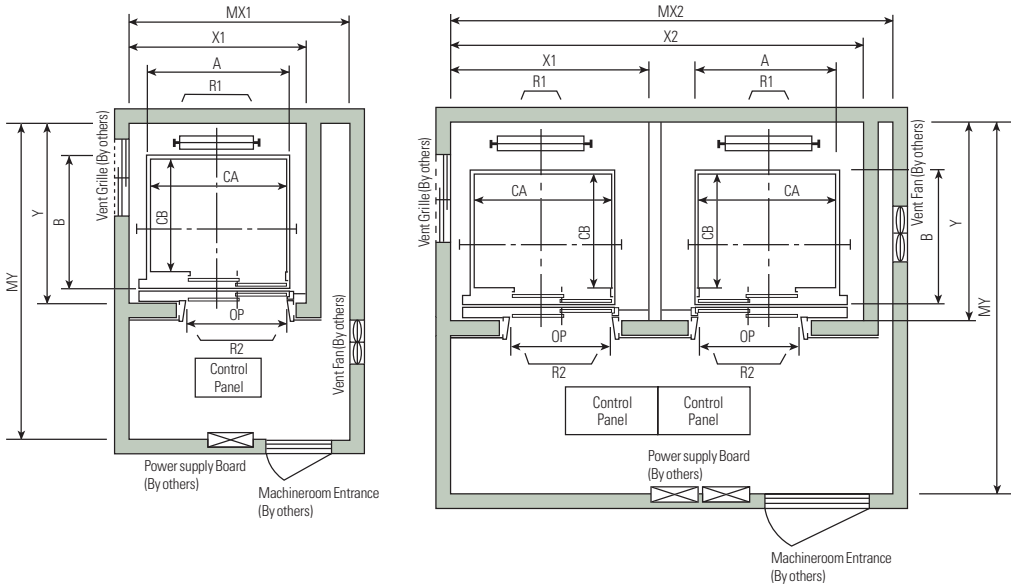 MX1
X1
A
R1
Vent Grille (By others)
Y
B
MY
CA
CB
OP
R2
Control
Panel
Vent Fan (By others)
Power supply Board
(By others)
Machineroom Entrance
(By others)
MX2
X2
X1
A
R1
R1
Vent Grille (By others)
CA
CB
CA
CB
Vent Fan (By others)
B
Y
MY
OP
R2
OP
R2
Control
Panel
Control
Panel
Power supply Board
(By others)
Machineroom Entrance
(By others)